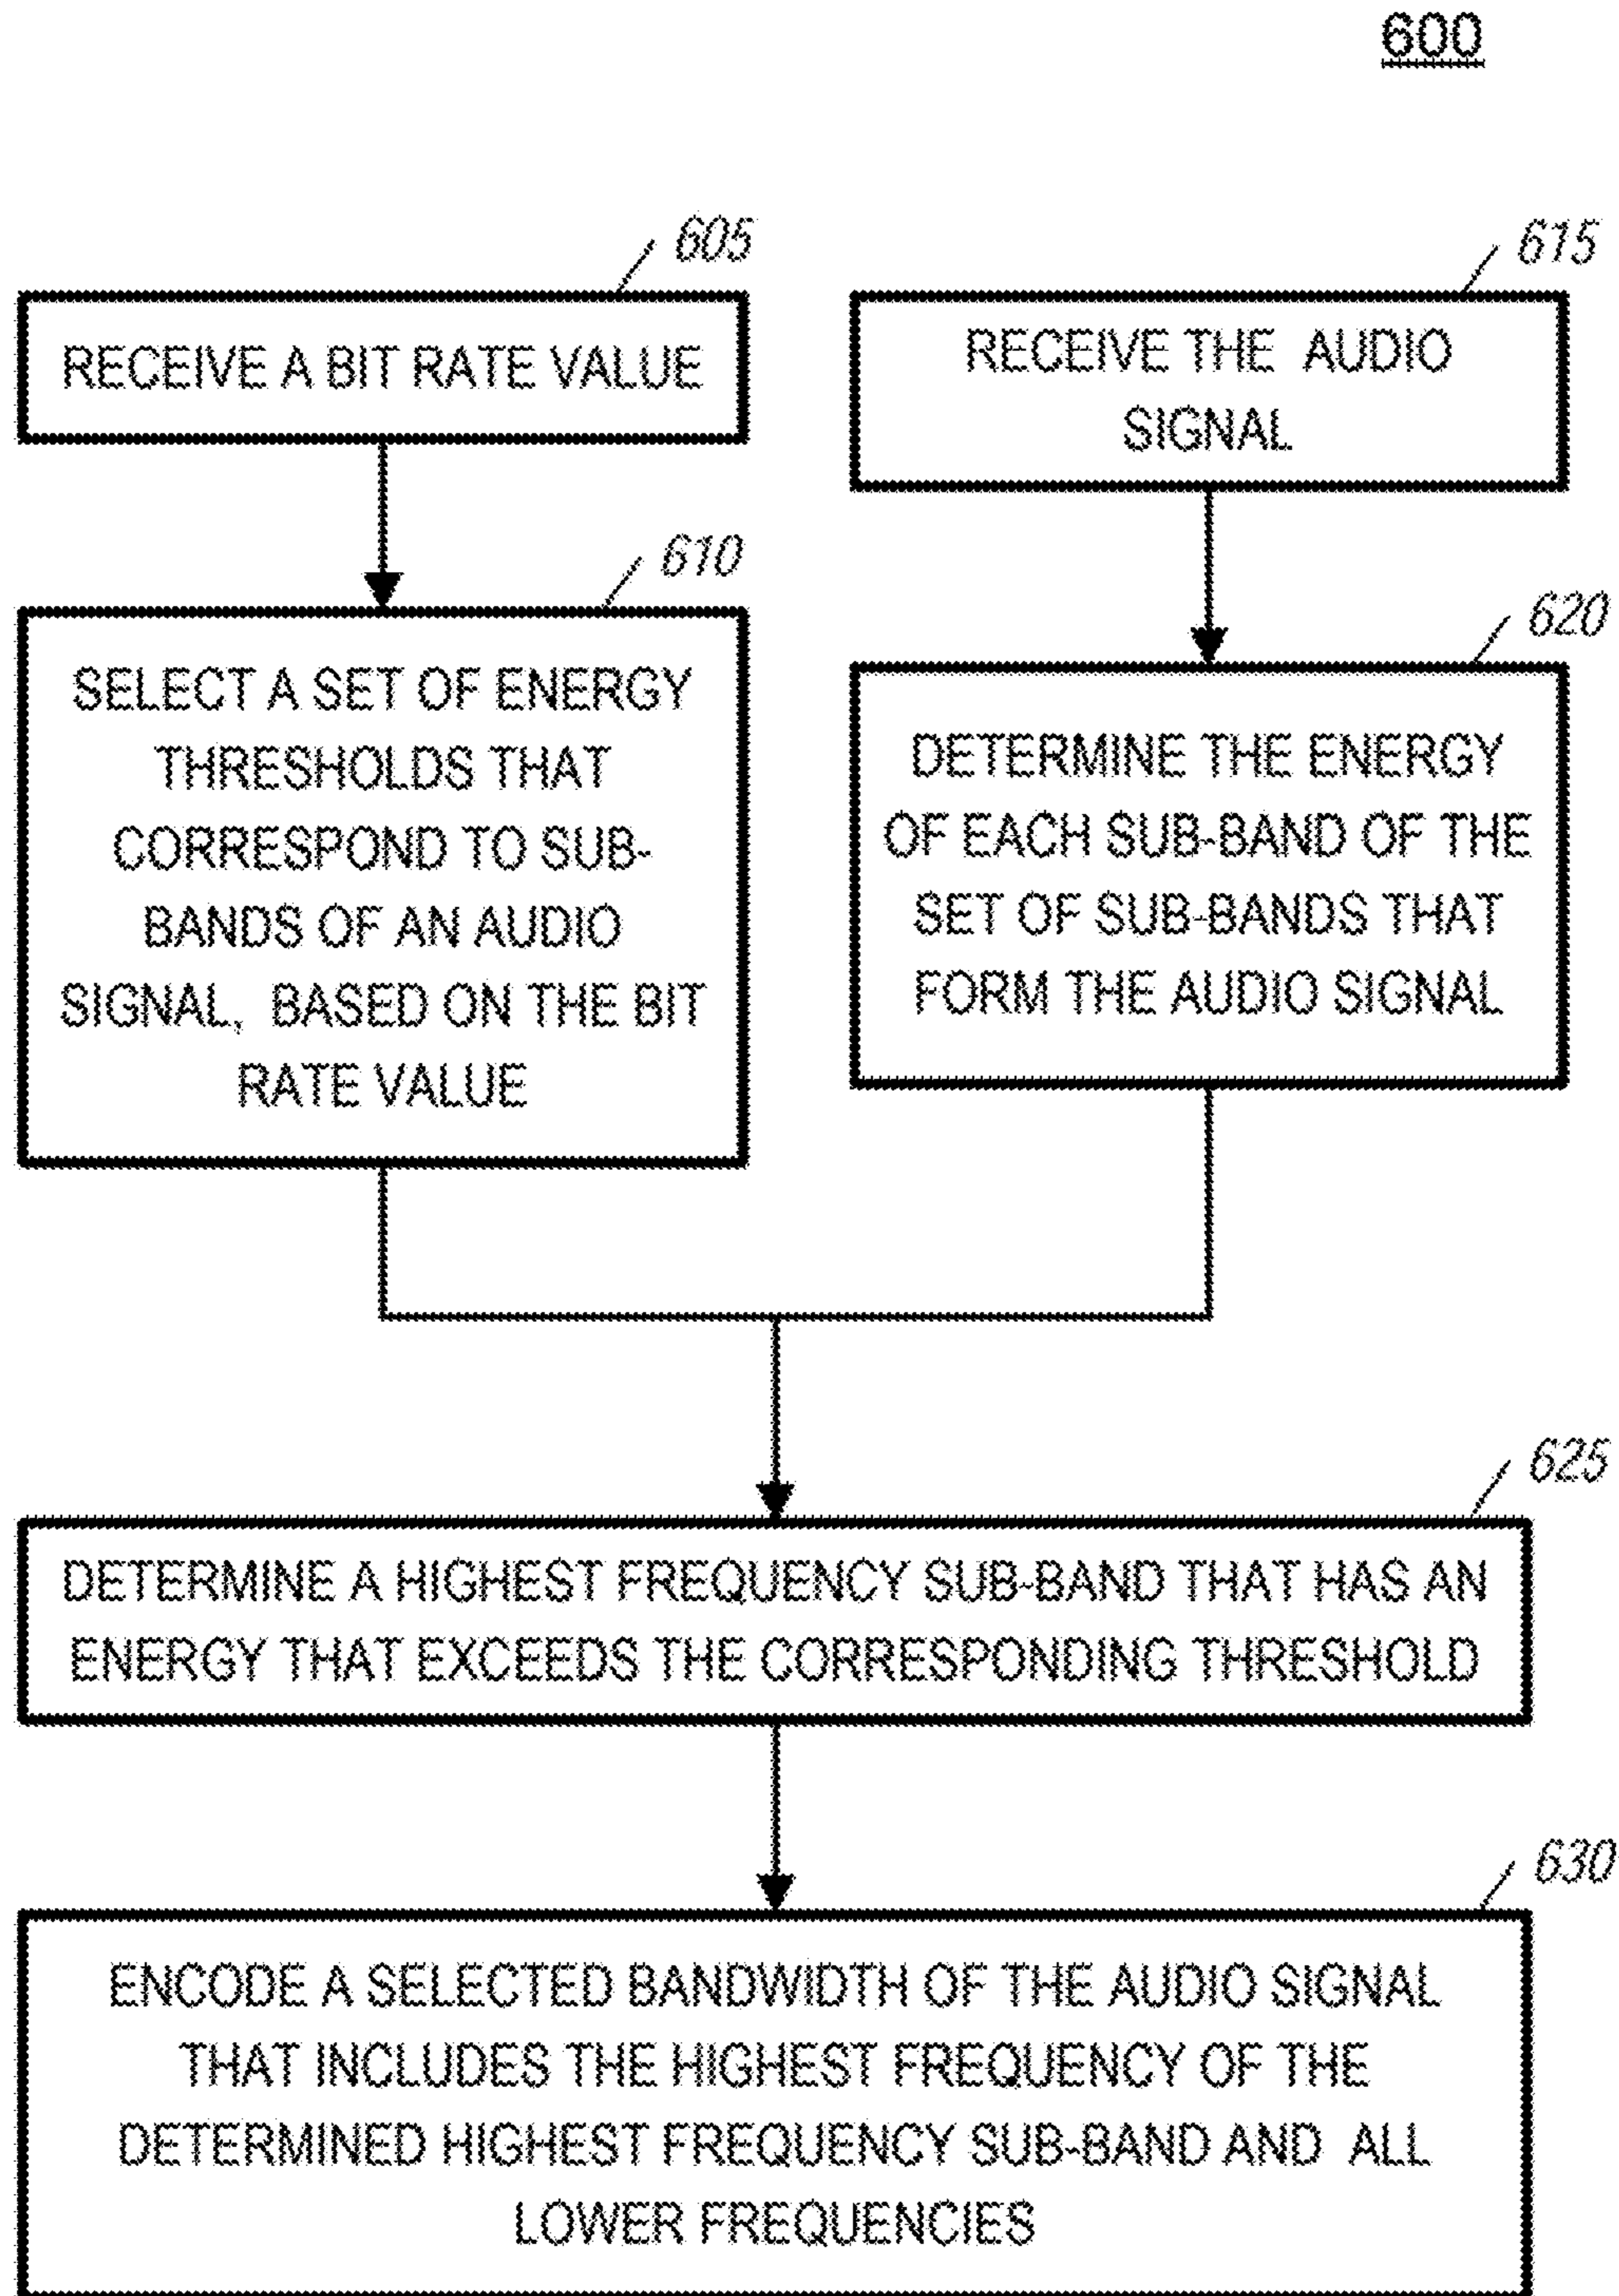 600
605
RECEIVE A BIT RATE VALUE
610
SELECT A SET OF ENERGY
THRESHOLDS THAT
CORRESPOND TO SUB-
BANDS OF AN AUDIO
SIGNAL, BASED ON THE BIT
RATE VALUE
615
RECEIVE THE AUDIO
SIGNAL
620
DETERMINE THE ENERGY
OF EACH SUB-BAND OF THE
SET OF SUB-BANDS THAT
FORM THE AUDIO SIGNAL
625
DETERMINE A HIGHEST FREQUENCY SUB-BAND THAT HAS AN
ENERGY THAT EXCEEDS THE CORRESPONDING THRESHOLD
630
ENCODE A SELECTED BANDWIDTH OF THE AUDIO SIGNAL
THAT INCLUDES THE HIGHEST FREQUENCY OF THE
DETERMINED HIGHEST FREQUENCY SUB-BAND AND ALL
LOWER FREQUENCIES